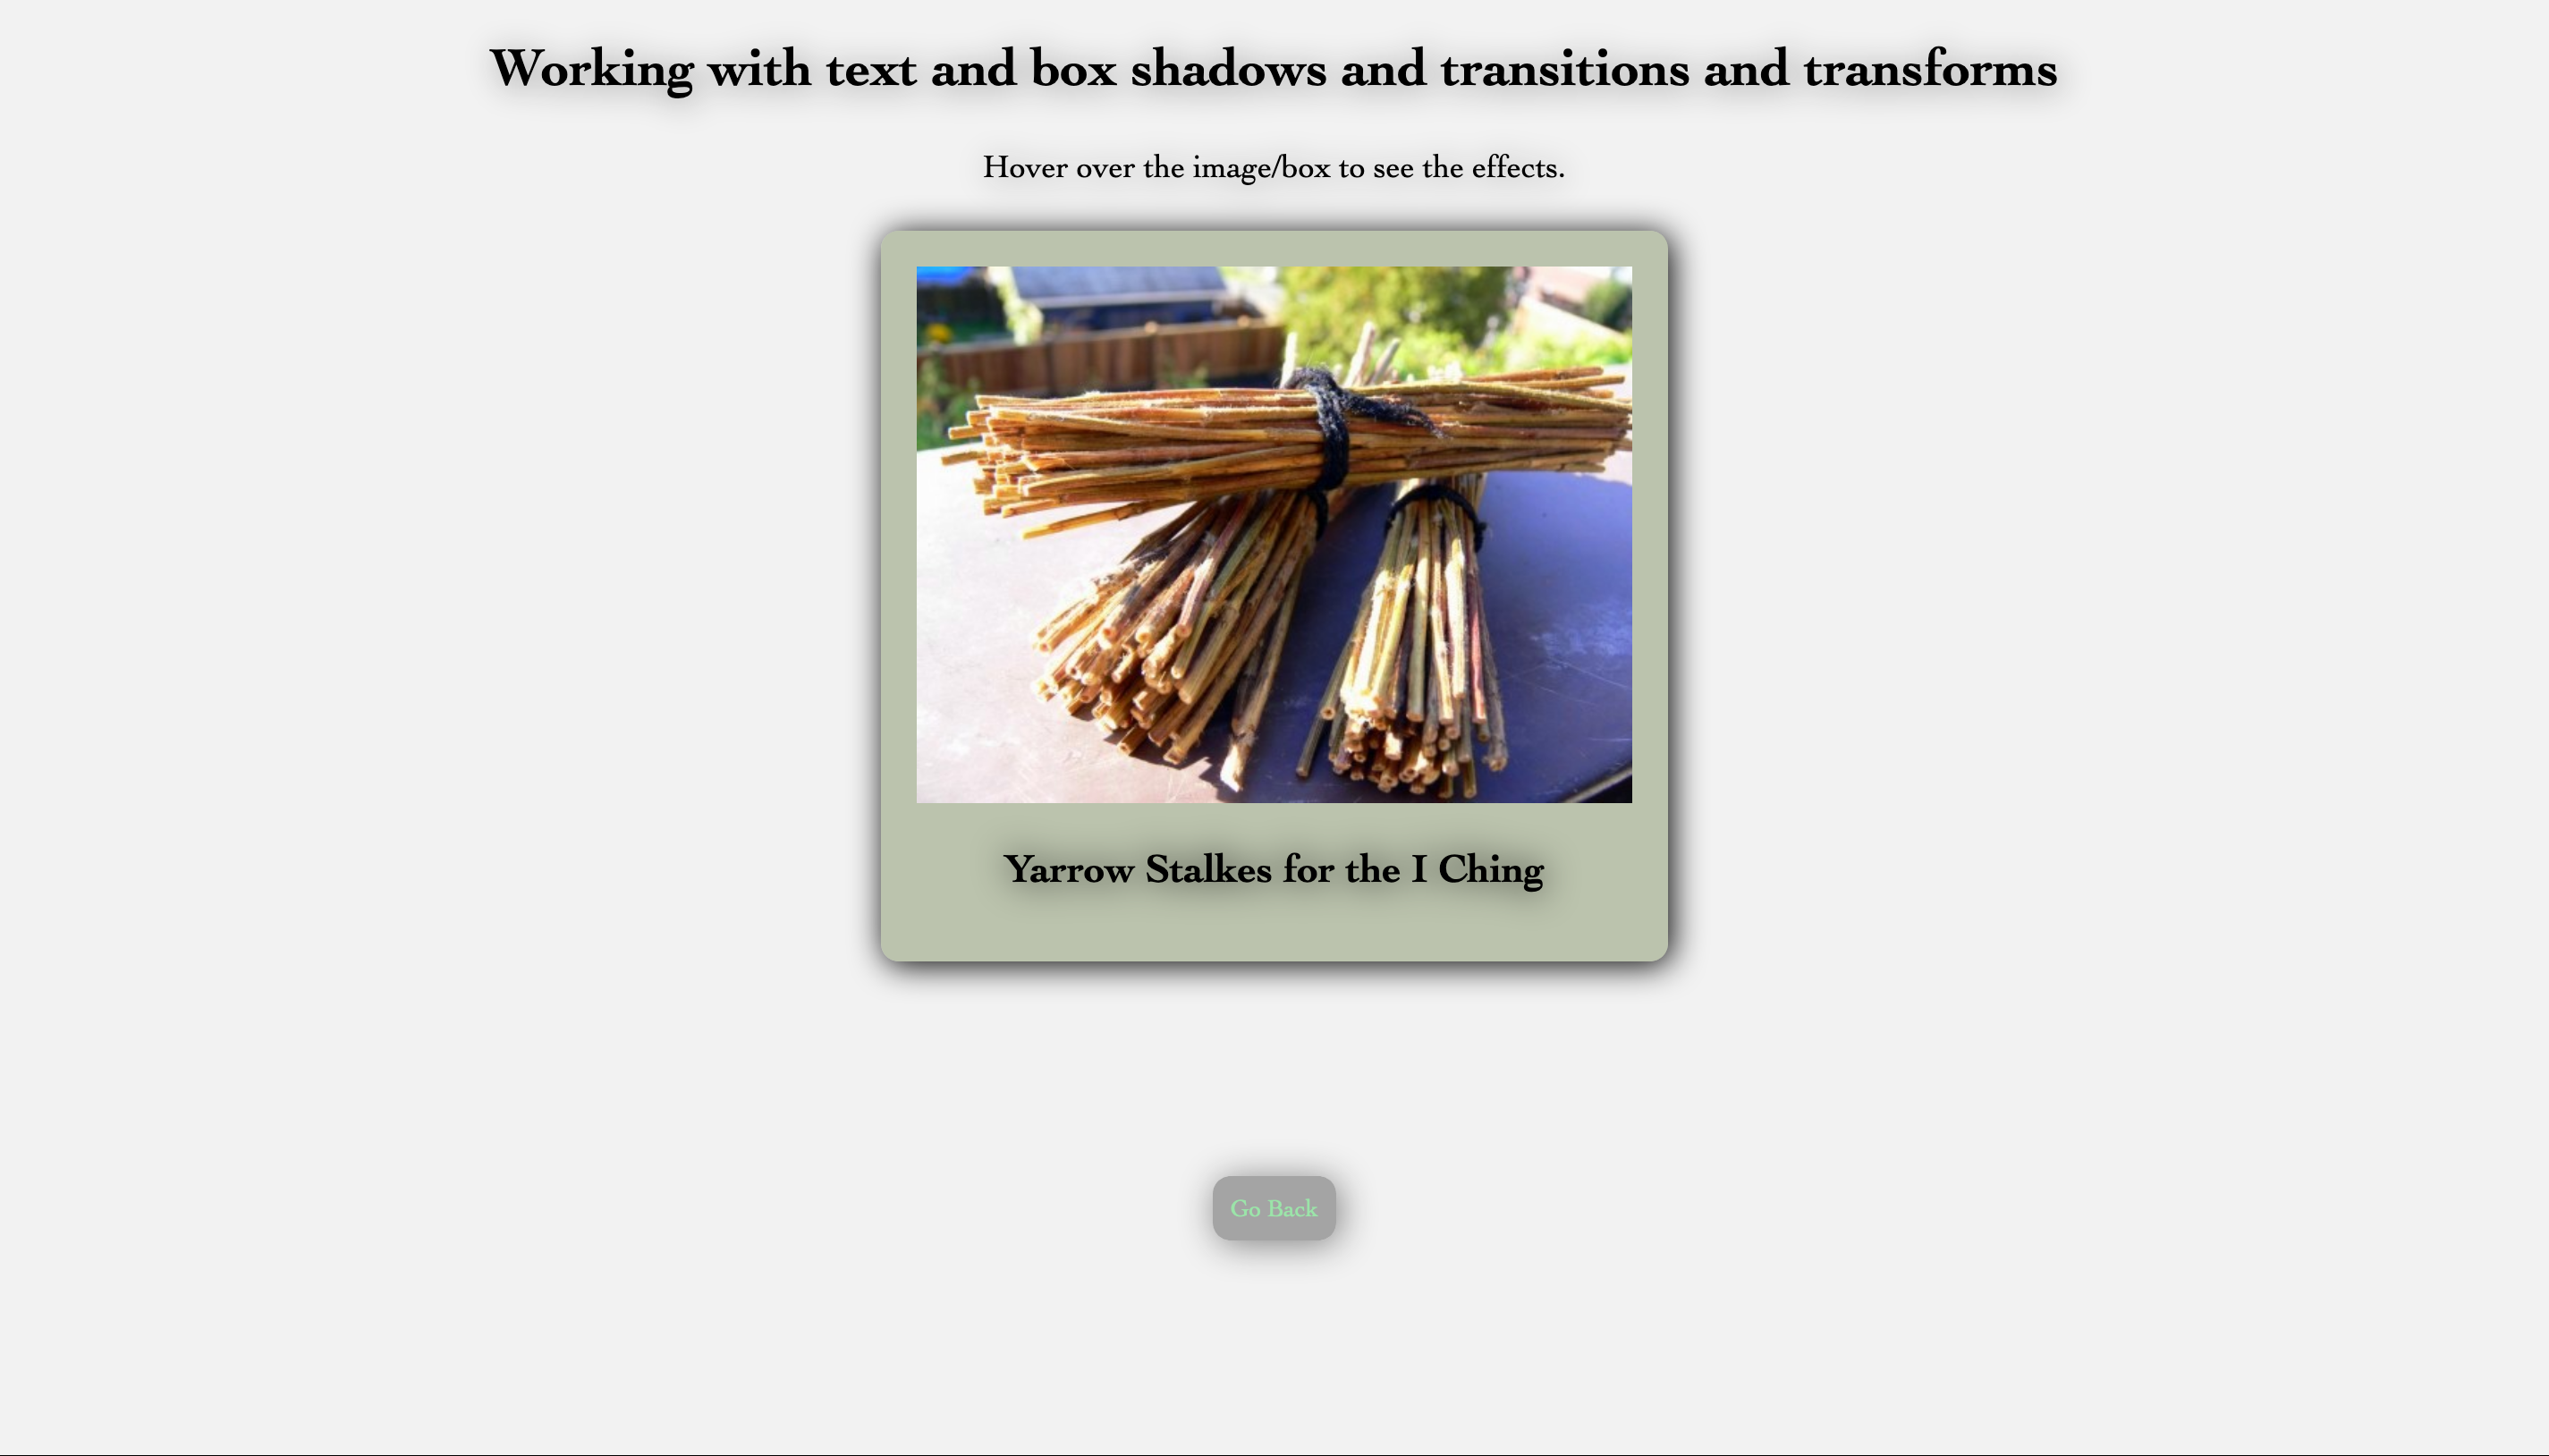 Working with text and box shadows and transitions and transforms
Hover over the image/box to see the effects.
Yarrow Stalkes for the I Ching
Go Back